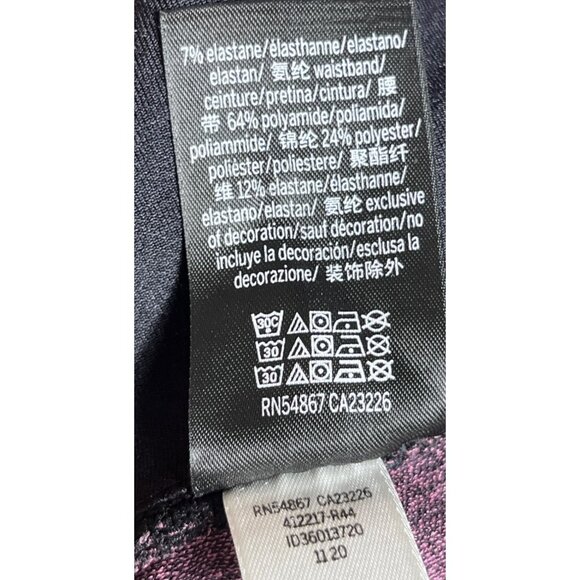 7% elastane/élasthanne/elastano/
elastan/ 氨纶 waistband/
ceinture/pretina/cintura/ 腰
带 64% polyamide/poliamida/
poliammide/ 锦纶 24% polyester/
poliéster/poliestere/ 聚酯纤
维 12% elastane/élasthanne/
elastano/elastan/ 氨纶 exclusive
of decoration/sauf décoration/no
incluye la decoración/esclusa la
decorazione/ 装饰除外
30C
30
30
RN54867 CA23226
RN54867 CA23226
412217-R44
ID36013720
11 20